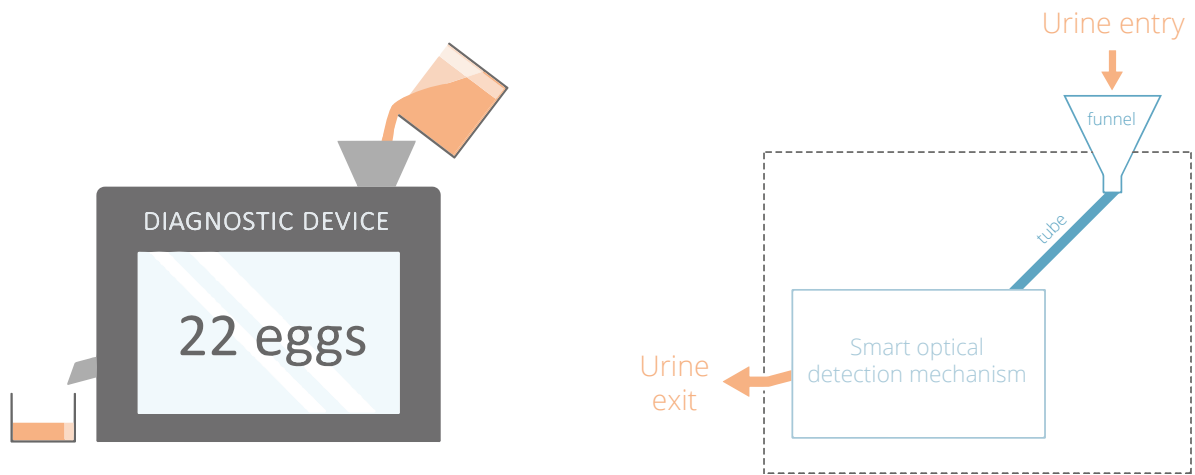 DIAGNOSTIC DEVICE
22 eggs
Urine entry
funnel
tube
Smart optical
detection mechanism
Urine
exit